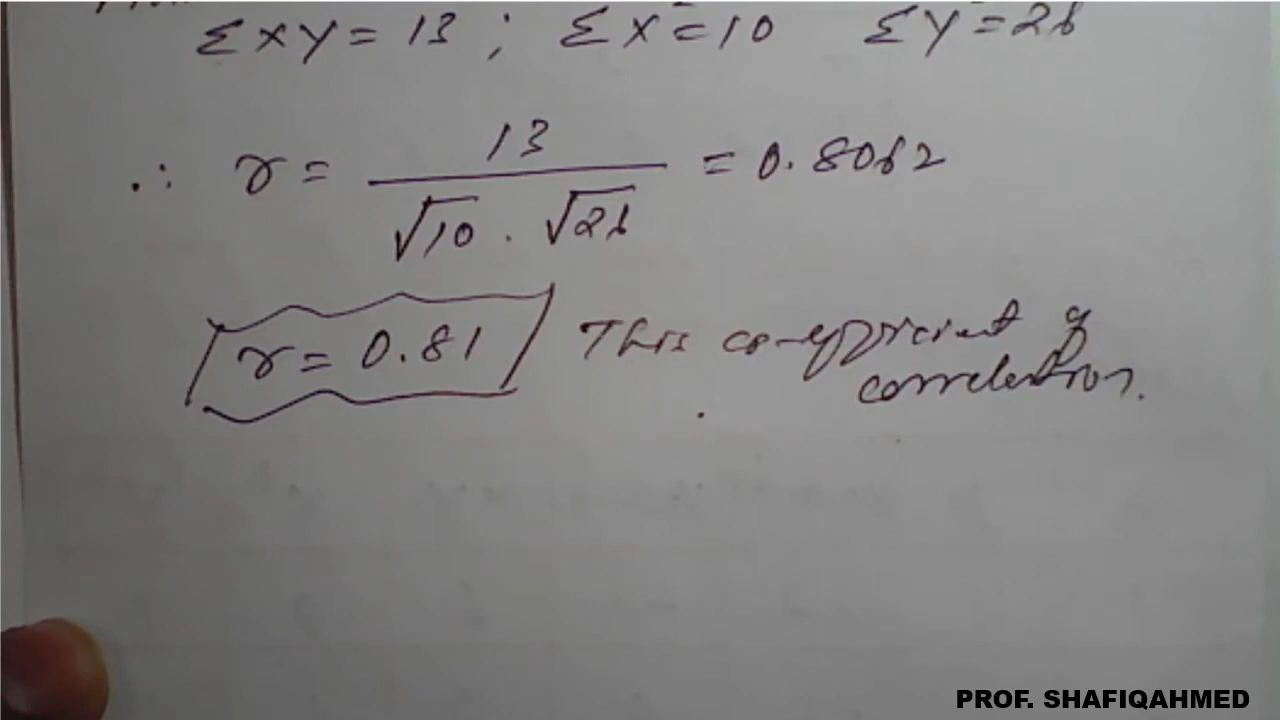 Σxy = 13 ; Σx² = 10 Σy² = 26
∴ r = 13 / √10 . √26 = 0.8062
r = 0.81 This co-efficient of
correlation.
PROF. SHAFIQAHMED